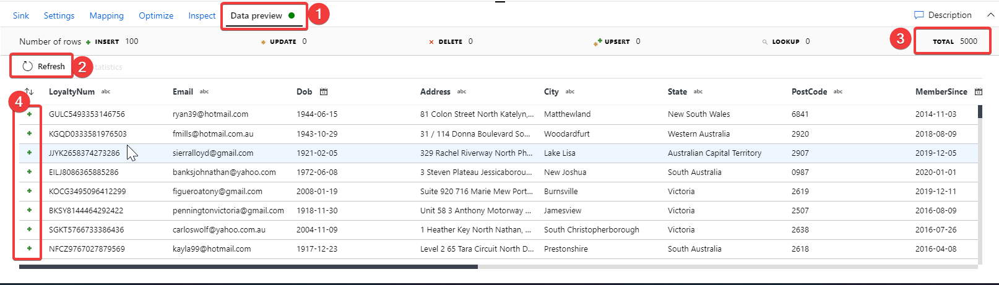 Sink Settings Mapping Optimize Inspect Data preview 1 Description
Number of rows INSERT 100 UPDATE 0 DELETE 0 UPSERT 0 LOOKUP 0 3 TOTAL 5000
Refresh 2 tatistics
LoyaltyNum abc Email abc Dob Address abc City abc State abc PostCode abc MemberSince
4
GULC5493353146756 ryan39@hotmail.com 1944-06-15 81 Colon Street North Katelyn,... Matthewland New South Wales 6841 2014-11-03
KGQD0333581976503 fmills@hotmail.com.au 1943-10-29 31 / 114 Donna Boulevard So... Woodardfurt Western Australia 2920 2018-08-09
JJYK2658374273286 sierralloyd@gmail.com 1921-02-05 329 Rachel Riverway North Ph... Lake Lisa Australian Capital Territory 2907 2019-12-05
EILJ8086365885286 banksjohnathan@yahoo.com 1972-06-08 3 Steven Plateau Jessicaborou... New Joshua South Australia 0987 2020-01-01
KOCG3495096412299 figueroatony@gmail.com 2008-01-19 Suite 920 716 Marie Mew Port... Burnsville Victoria 2619 2019-12-11
BKSY8144464292422 penningtonvictoria@gmail.com 1918-11-30 Unit 58 3 Anthony Motorway ... Jamesview Victoria 2507 2016-08-09
SGKT5766733386436 carloswolf@yahoo.com.au 2004-11-09 1 Heather Key North Nathan, ... South Christopherborough Victoria 2638 2016-07-26
NFCZ9767027879569 kayla99@hotmail.com 1917-12-23 Level 2 65 Tara Circuit North D... Prestonshire South Australia 2618 2016-04-08